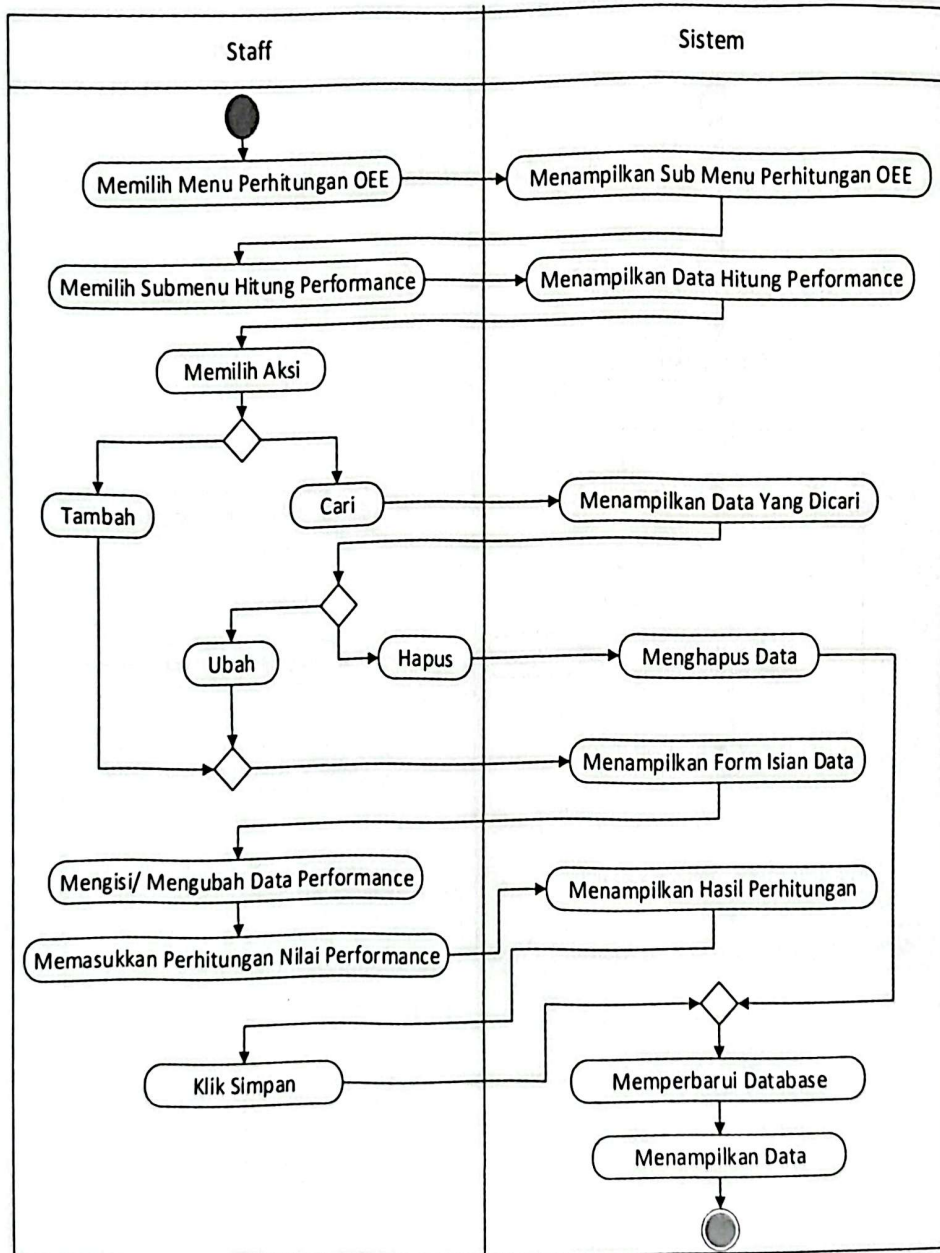 Staff
Sistem
Memilih Menu Perhitungan OEE
Menampilkan Sub Menu Perhitungan OEE
Memilih Submenu Hitung Performance
Menampilkan Data Hitung Performance
Memilih Aksi
Tambah
Cari
Menampilkan Data Yang Dicari
Ubah
Hapus
Menghapus Data
Menampilkan Form Isian Data
Mengisi/ Mengubah Data Performance
Menampilkan Hasil Perhitungan
Memasukkan Perhitungan Nilai Performance
Klik Simpan
Memperbarui Database
Menampilkan Data